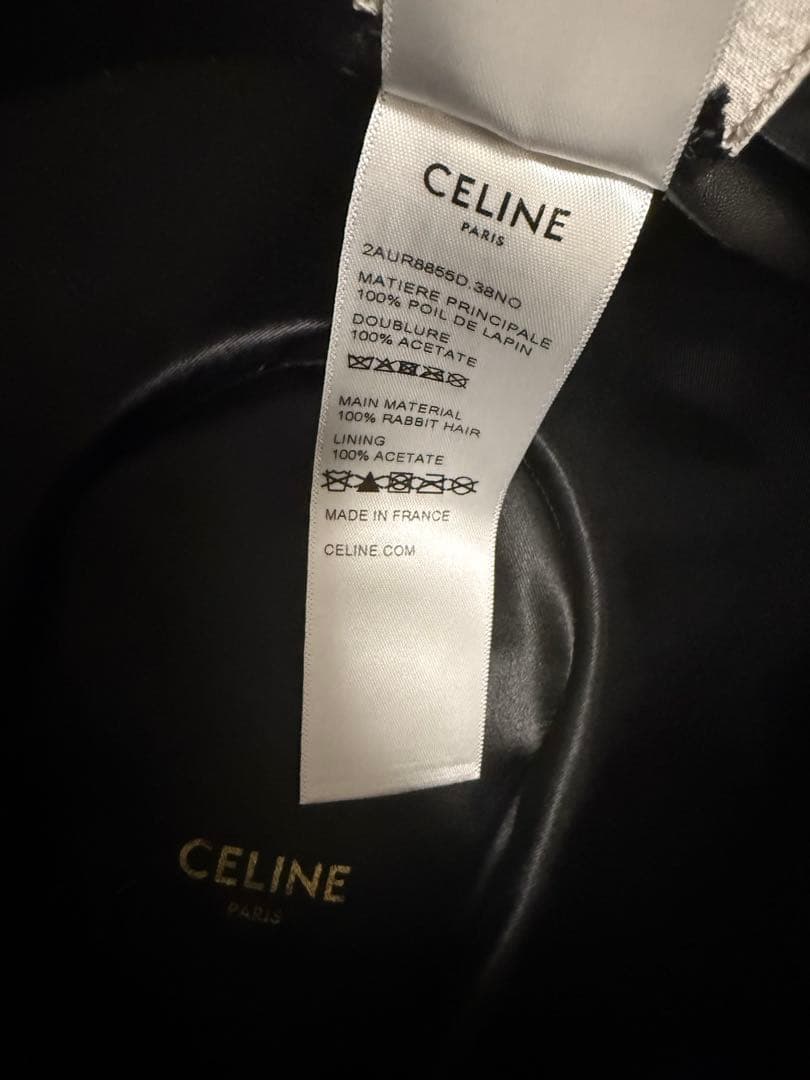 CELINE
PARIS
2AUR8855D.38NO
MATIERE PRINCIPALE
100% POIL DE LAPIN
DOUBLURE
100% ACETATE
MAIN MATERIAL
100% RABBIT HAIR
LINING
100% ACETATE
MADE IN FRANCE
CELINE.COM
CELINE
PARIS